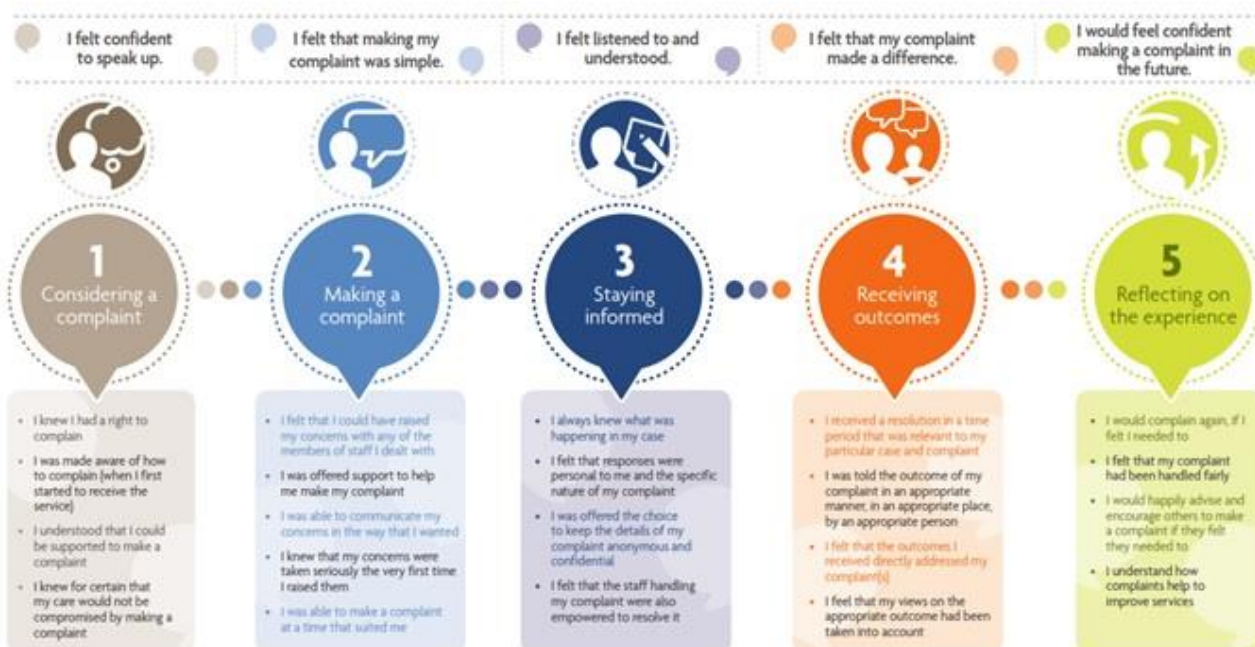 I felt confident
to speak up.
I felt that making my
complaint was simple.
I felt listened to and
understood.
I felt that my complaint
made a difference.
I would feel confident
making a complaint in
the future.
1
Considering a
complaint
2
Making a
complaint
3
Staying
informed
4
Receiving
outcomes
5
Reflecting on
the experience
• I knew I had a right to
complain
• I was made aware of how
to complain (when I first
started to receive the
service)
• I understood that I could
be supported to make a
complaint
• I knew for certain that
my care would not be
compromised by making a
complaint
• I felt that I could have raised
my concerns with any of the
members of staff I dealt with
• I was offered support to help
me make my complaint
• I was able to communicate my
concerns in the way that I wanted
• I knew that my concerns were
taken seriously the very first time
I raised them
• I was able to make a complaint
at a time that suited me
• I always knew what was
happening in my case
• I felt that responses were
personal to me and the specific
nature of my complaint
• I was offered the choice
to keep the details of my
complaint anonymous and
confidential
• I felt that the staff handling
my complaint were also
empowered to resolve it
• I received a resolution in a time
period that was relevant to my
particular case and complaint
• I was told the outcome of my
complaint in an appropriate
manner, in an appropriate place,
by an appropriate person
• I felt that the outcomes I
received directly addressed my
complaint(s)
• I feel that my views on the
appropriate outcome had been
taken into account
• I would complain again, if I
felt I needed to
• I felt that my complaint
had been handled fairly
• I would happily advise and
encourage others to make
a complaint if they felt
they needed to
• I understand how
complaints help to
improve services